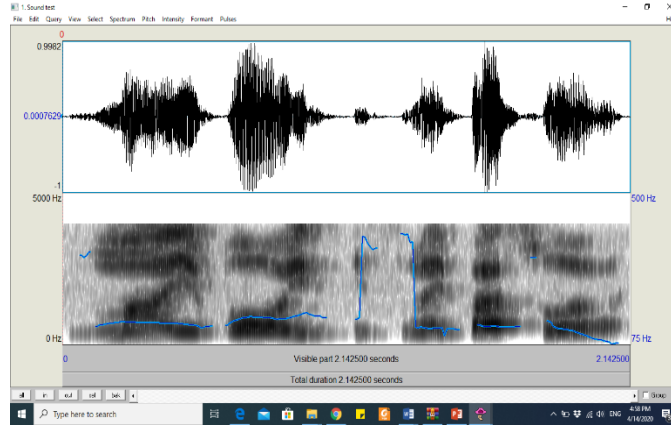 1. Sound test
File Edit Query View Select Spectrum Pitch Intensity Formant Pulses
0
0.9982
0.0007629
-1
5000 Hz
500 Hz
0 Hz
75 Hz
0
Visible part 2.142500 seconds
2.142500
Total duration 2.142500 seconds
all in out sel bak Group
Type here to search
ENG
4:58 PM
4/14/2020